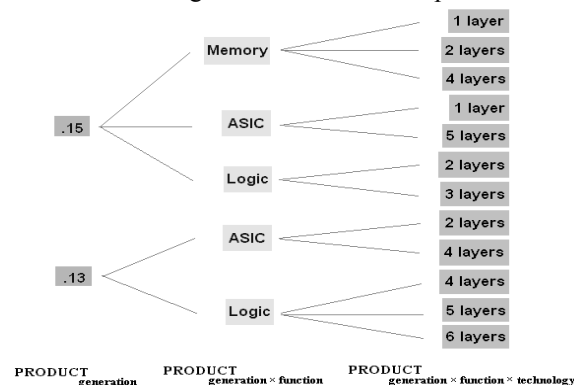 1 layer
Memory
2 layers
4 layers
1 layer
.15
ASIC
5 layers
2 layers
Logic
3 layers
2 layers
ASIC
4 layers
.13
4 layers
Logic
5 layers
6 layers
PRODUCT generation
PRODUCT generation × function
PRODUCT generation × function × technology